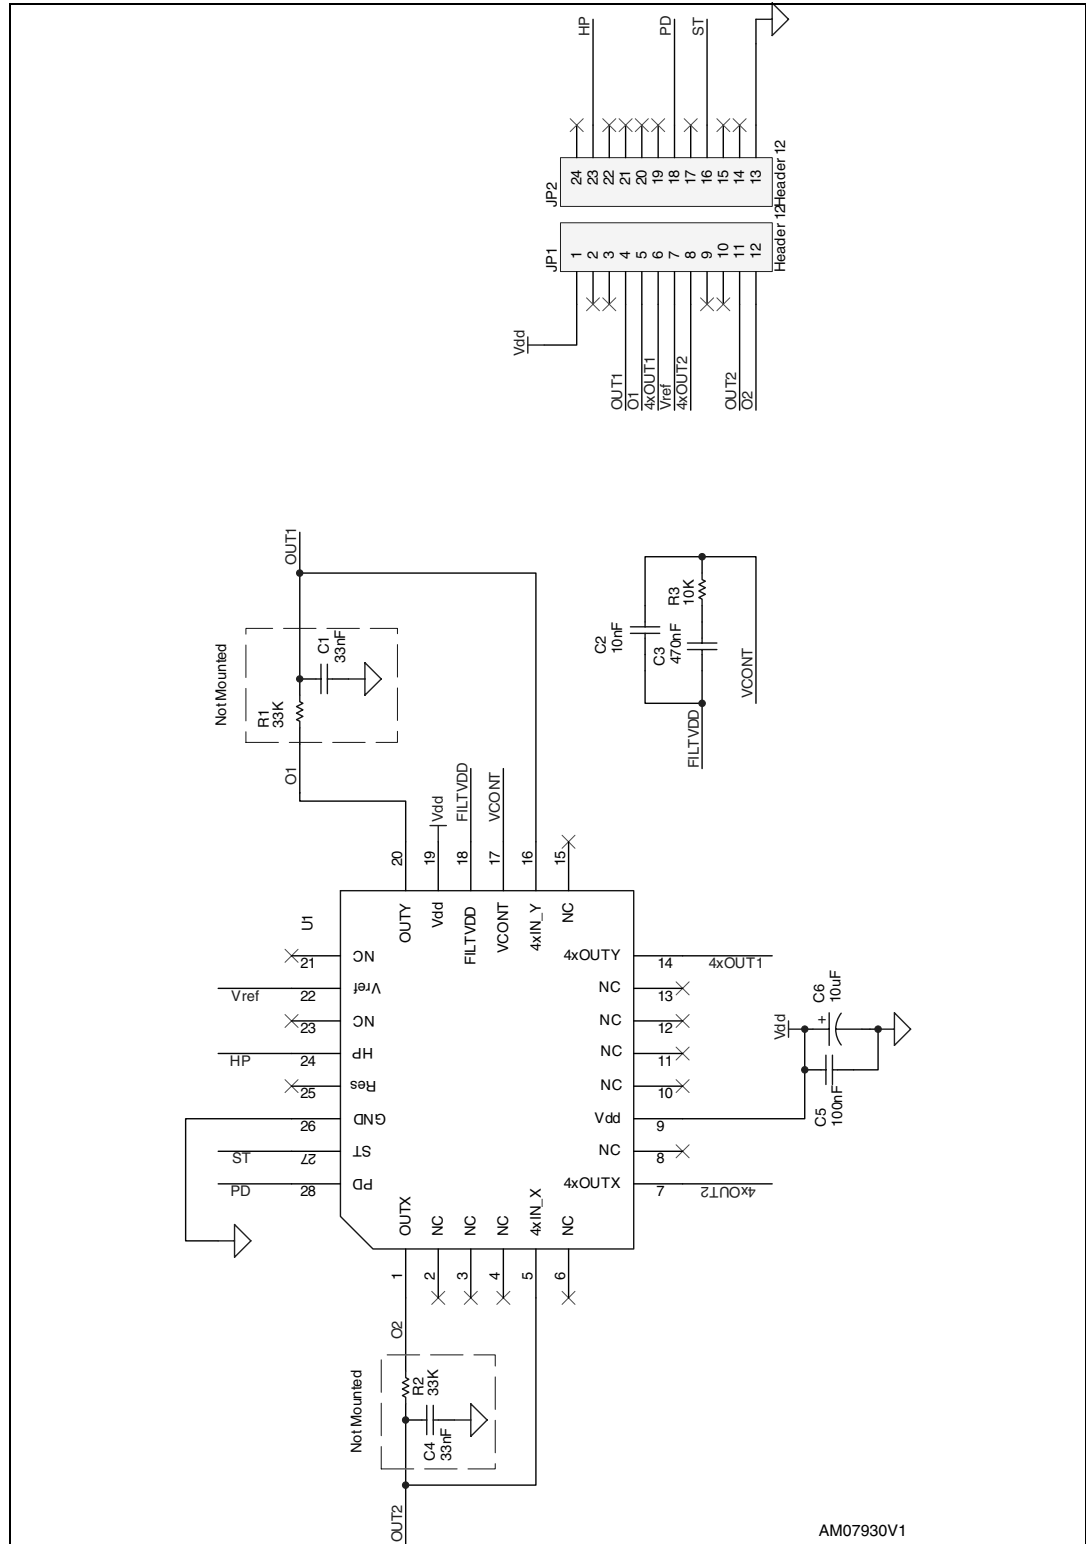 HP
PD
ST
JP2
24
23
22
21
20
19
18
17
16
15
14
13
Header 12
JP1
1
2
3
4
5
6
7
8
9
10
11
12
Header 12
Vdd
OUT1
O1
4xOUT1
Vref
4xOUT2
OUT2
O2
OUT1
Not Mounted
C1
33nF
R1
33K
O1
C2
10nF
C3
470nF
R3
10K
FILTVDD
VCONT
Vdd
FILTVDD
VCONT
20
19
18
17
16
15
U1
OUTY
Vdd
FILTVDD
VCONT
4xIN_Y
NC
21
NC
Vref
22
Vref
23
NC
HP
24
HP
25
Res
26
GND
ST
27
ST
PD
28
PD
4xOUTY
14
4xOUT1
NC
13
NC
12
NC
11
NC
10
Vdd
9
NC
8
4xOUTX
7
4xOUT2
Vdd
+
C6
10uF
C5
100nF
OUTX
NC
NC
NC
4xIN_X
NC
1
2
3
4
5
6
O2
Not Mounted
R2
33K
C4
33nF
OUT2
AM07930V1